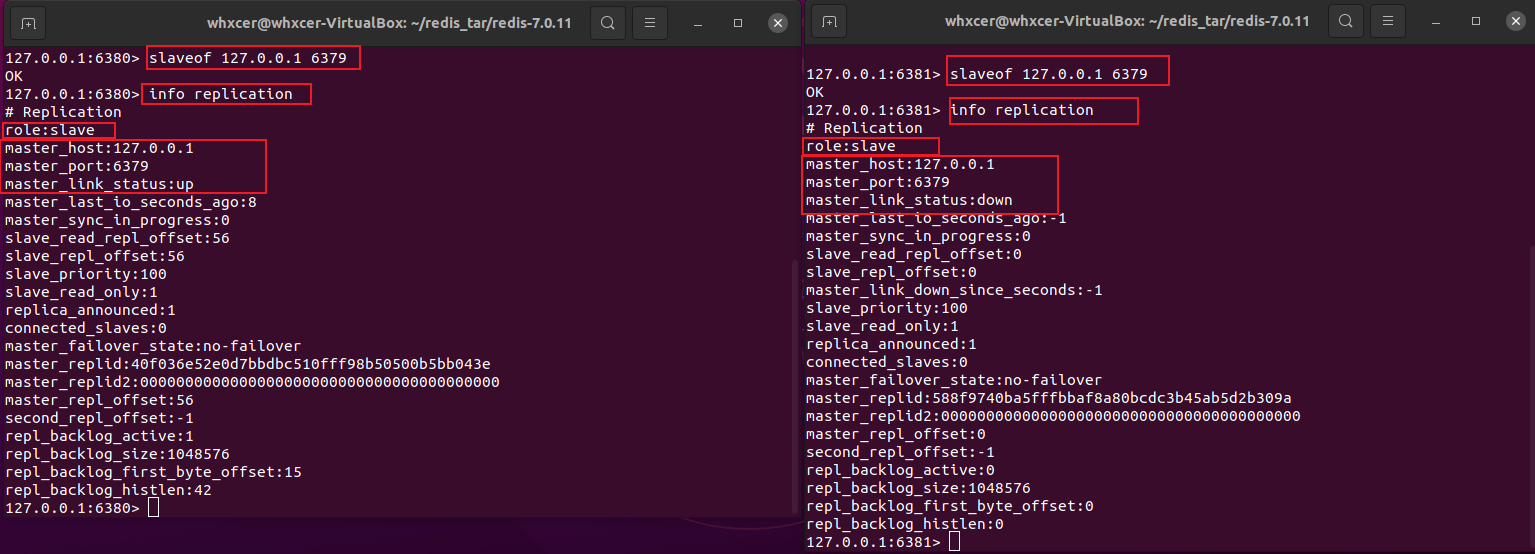 whxcer@whxcer-VirtualBox: ~/redis_tar/redis-7.0.11
127.0.0.1:6380> slaveof 127.0.0.1 6379
OK
127.0.0.1:6380> info replication
# Replication
role:slave
master_host:127.0.0.1
master_port:6379
master_link_status:up
master_last_io_seconds_ago:8
master_sync_in_progress:0
slave_read_repl_offset:56
slave_repl_offset:56
slave_priority:100
slave_read_only:1
replica_announced:1
connected_slaves:0
master_failover_state:no-failover
master_replid:40f036e52e0d7bbdbc510fff98b50500b5bb043e
master_replid2:0000000000000000000000000000000000000000
master_repl_offset:56
second_repl_offset:-1
repl_backlog_active:1
repl_backlog_size:1048576
repl_backlog_first_byte_offset:15
repl_backlog_histlen:42
127.0.0.1:6380>
whxcer@whxcer-VirtualBox: ~/redis_tar/redis-7.0.11
127.0.0.1:6381> slaveof 127.0.0.1 6379
OK
127.0.0.1:6381> info replication
# Replication
role:slave
master_host:127.0.0.1
master_port:6379
master_link_status:down
master_last_io_seconds_ago:-1
master_sync_in_progress:0
slave_read_repl_offset:0
slave_repl_offset:0
master_link_down_since_seconds:-1
slave_priority:100
slave_read_only:1
replica_announced:1
connected_slaves:0
master_failover_state:no-failover
master_replid:588f9740ba5fffbbaf8a80bcdc3b45ab5d2b309a
master_replid2:0000000000000000000000000000000000000000
master_repl_offset:0
second_repl_offset:-1
repl_backlog_active:0
repl_backlog_size:1048576
repl_backlog_first_byte_offset:0
repl_backlog_histlen:0
127.0.0.1:6381>